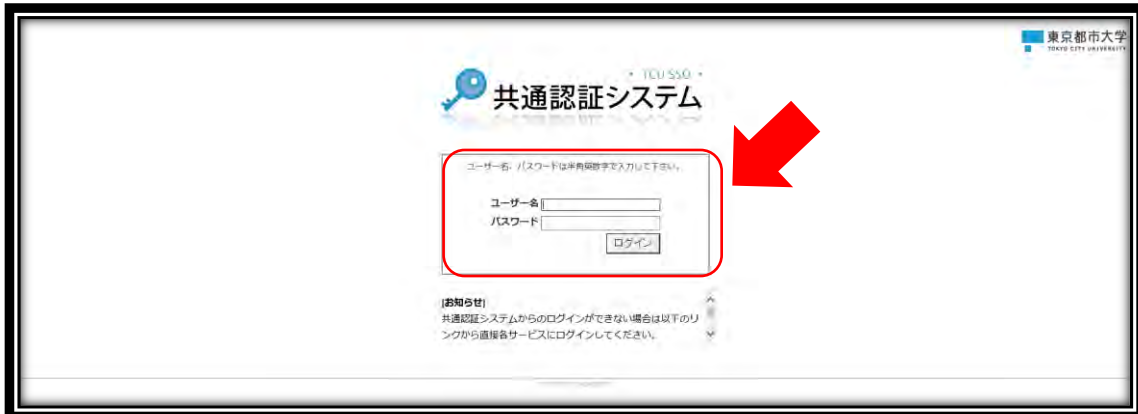 東京都市大学
TOKYO CITY UNIVERSITY
・ TCU SSO ・
共通認証システム
ユーザー名、パスワードは半角英数字で入力して下さい。
ユーザー名
パスワード
ログイン
|お知らせ|
共通認証システムからのログインができない場合は以下のリ
ンクから直接各サービスにログインしてください。